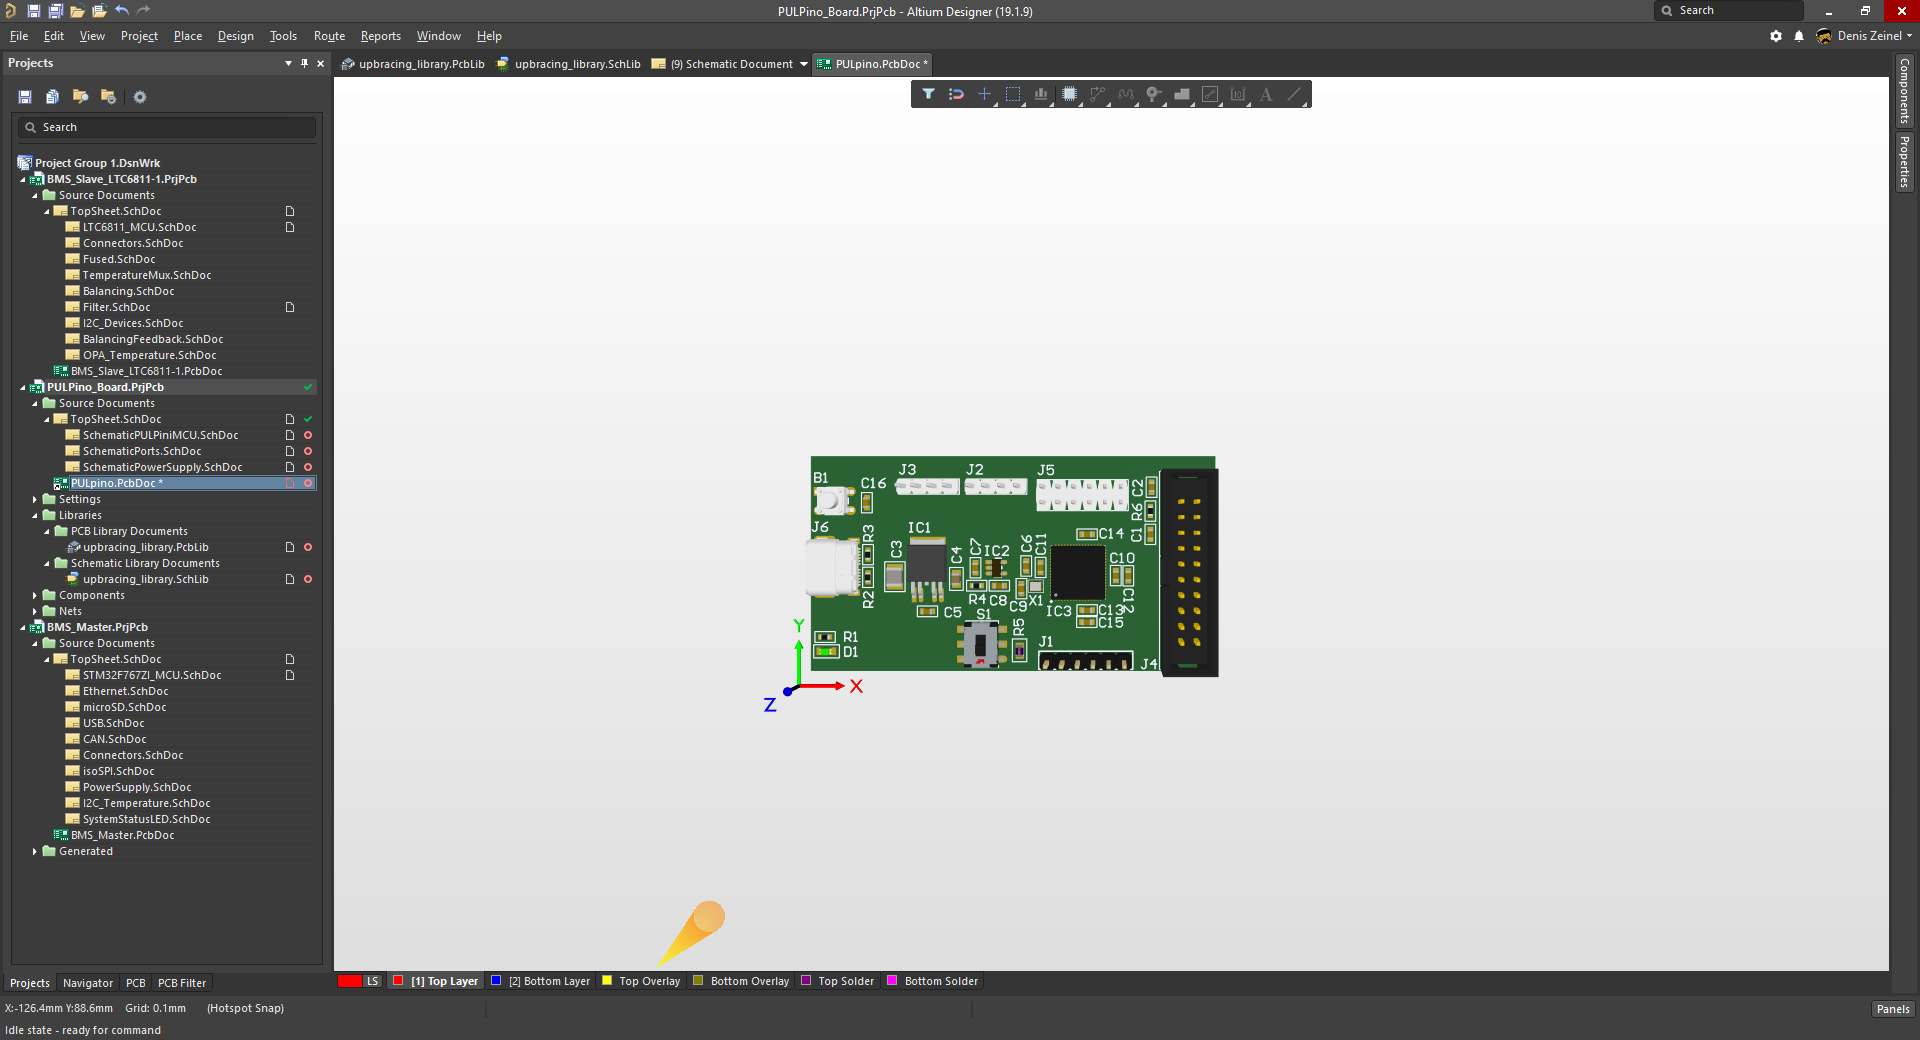 PULPino_Board.PrjPcb - Altium Designer (19.1.9)
Search
File Edit View Project Place Design Tools Route Reports Window Help
Denis Zeinel
Projects
upbracing_library.PcbLib
upbracing_library.SchLib
(9) Schematic Document
PULpino.PcbDoc *
Components
Properties
Search
Project Group 1.DsnWrk
BMS_Slave_LTC6811-1.PrjPcb
Source Documents
TopSheet.SchDoc
LTC6811_MCU.SchDoc
Connectors.SchDoc
Fused.SchDoc
TemperatureMux.SchDoc
Balancing.SchDoc
Filter.SchDoc
I2C_Devices.SchDoc
BalancingFeedback.SchDoc
OPA_Temperature.SchDoc
BMS_Slave_LTC6811-1.PcbDoc
PULPino_Board.PrjPcb
Source Documents
TopSheet.SchDoc
SchematicPULPiniMCU.SchDoc
SchematicPorts.SchDoc
SchematicPowerSupply.SchDoc
PULpino.PcbDoc *
Settings
Libraries
PCB Library Documents
upbracing_library.PcbLib
Schematic Library Documents
upbracing_library.SchLib
Components
Nets
BMS_Master.PrjPcb
Source Documents
TopSheet.SchDoc
STM32F767ZI_MCU.SchDoc
Ethernet.SchDoc
microSD.SchDoc
USB.SchDoc
CAN.SchDoc
Connectors.SchDoc
isoSPI.SchDoc
PowerSupply.SchDoc
I2C_Temperature.SchDoc
SystemStatusLED.SchDoc
BMS_Master.PcbDoc
Generated
J3 J2 J5
B1
C16
C2
R6
C1
J6
R3
IC1
C14
C3
C4
C7
IC2
C6
C11
C10
R2
R4
C8
C9
X1
IC3
C12
C13
C5
S1
C15
R5
R1
D1
J1
J4
Y
X
Z
Projects Navigator PCB PCB Filter
LS
[1] Top Layer
[2] Bottom Layer
Top Overlay
Bottom Overlay
Top Solder
Bottom Solder
X:-126.4mm Y:88.6mm Grid: 0.1mm (Hotspot Snap)
Panels
Idle state - ready for command